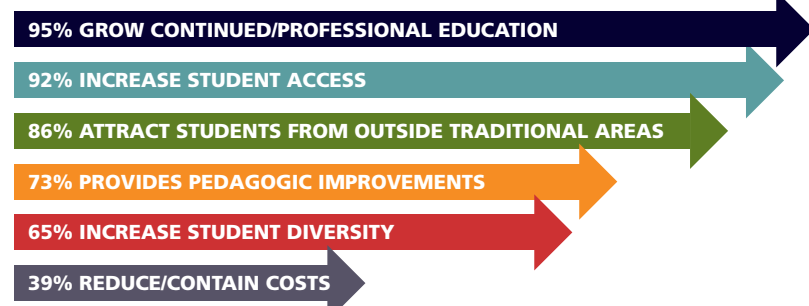 95% GROW CONTINUED/PROFESSIONAL EDUCATION
92% INCREASE STUDENT ACCESS
86% ATTRACT STUDENTS FROM OUTSIDE TRADITIONAL AREAS
73% PROVIDES PEDAGOGIC IMPROVEMENTS
65% INCREASE STUDENT DIVERSITY
39% REDUCE/CONTAIN COSTS